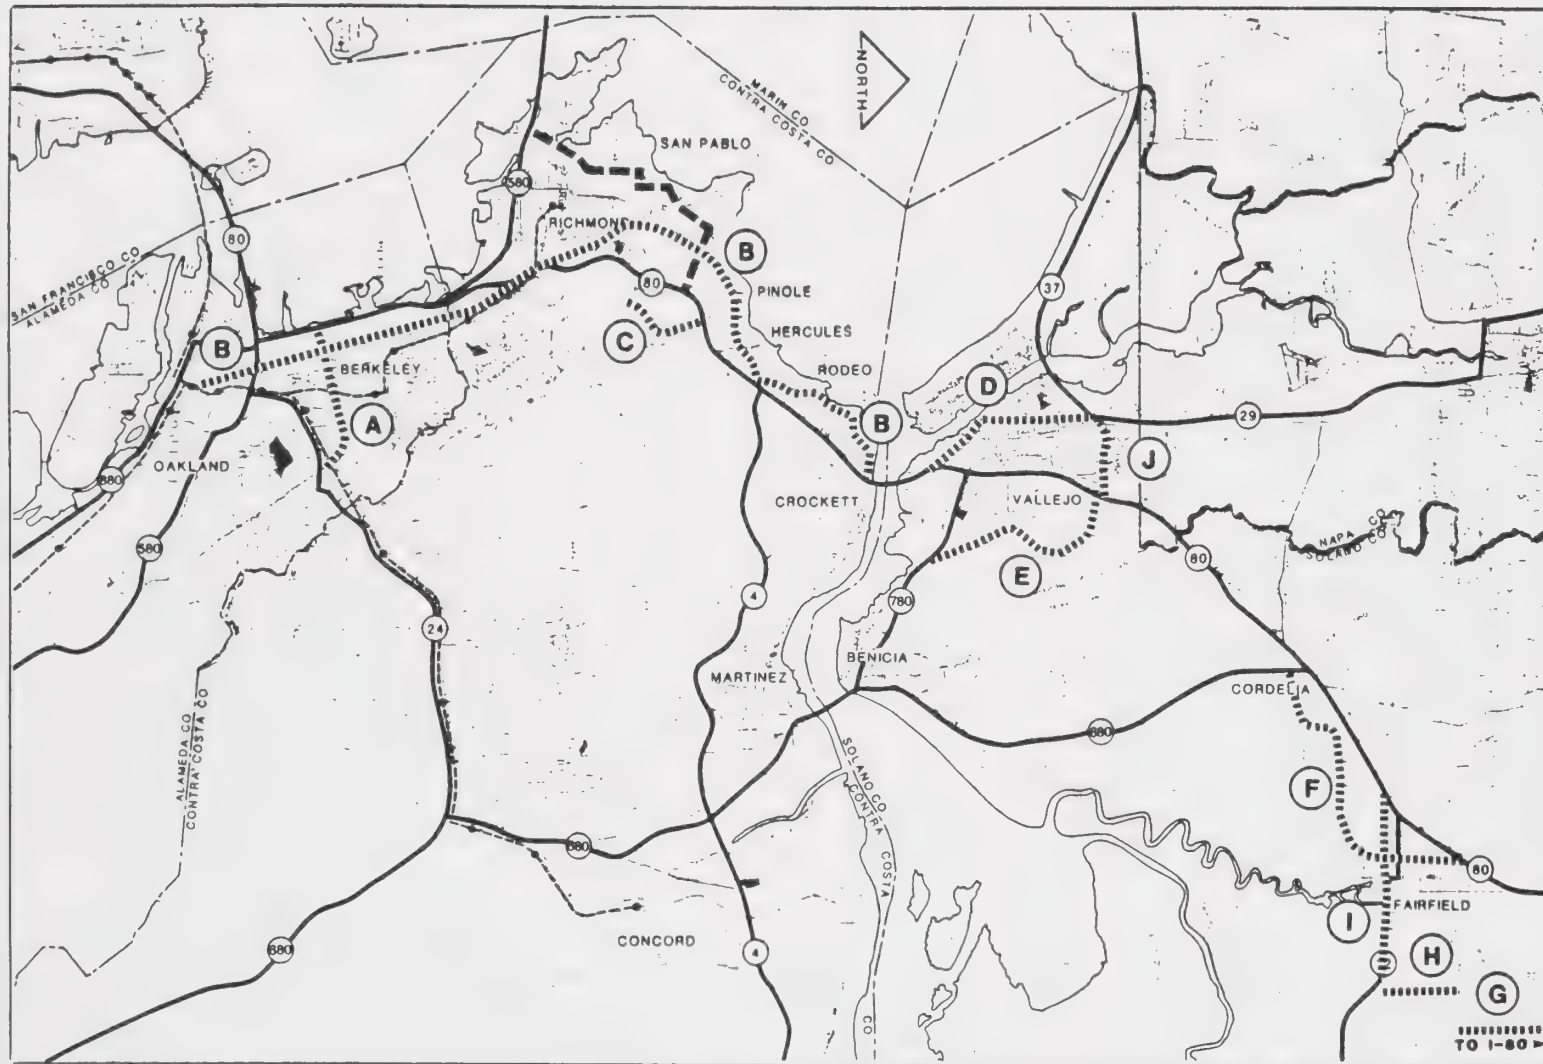 NORTH
MARIN CO
CONTRA COSTA CO
SAN PABLO
580
RICHMOND
80
SAN FRANCISCO CO
ALAMEDA CO
B
80
B
PINOLE
37
HERCULES
C
BERKELEY
RODEO
D
A
B
29
J
OAKLAND
880
CROCKETT
VALLEJO
NAPA CO
SOLANO CO
580
80
E
4
780
24
BENICIA
MARTINEZ
CORDELIA
680
ALAMEDA CO
CONTRA COSTA CO
SOLANO CO
CONTRA COSTA CO
F
680
80
FAIRFIELD
I
CONCORD
680
4
H
G
TO I-80